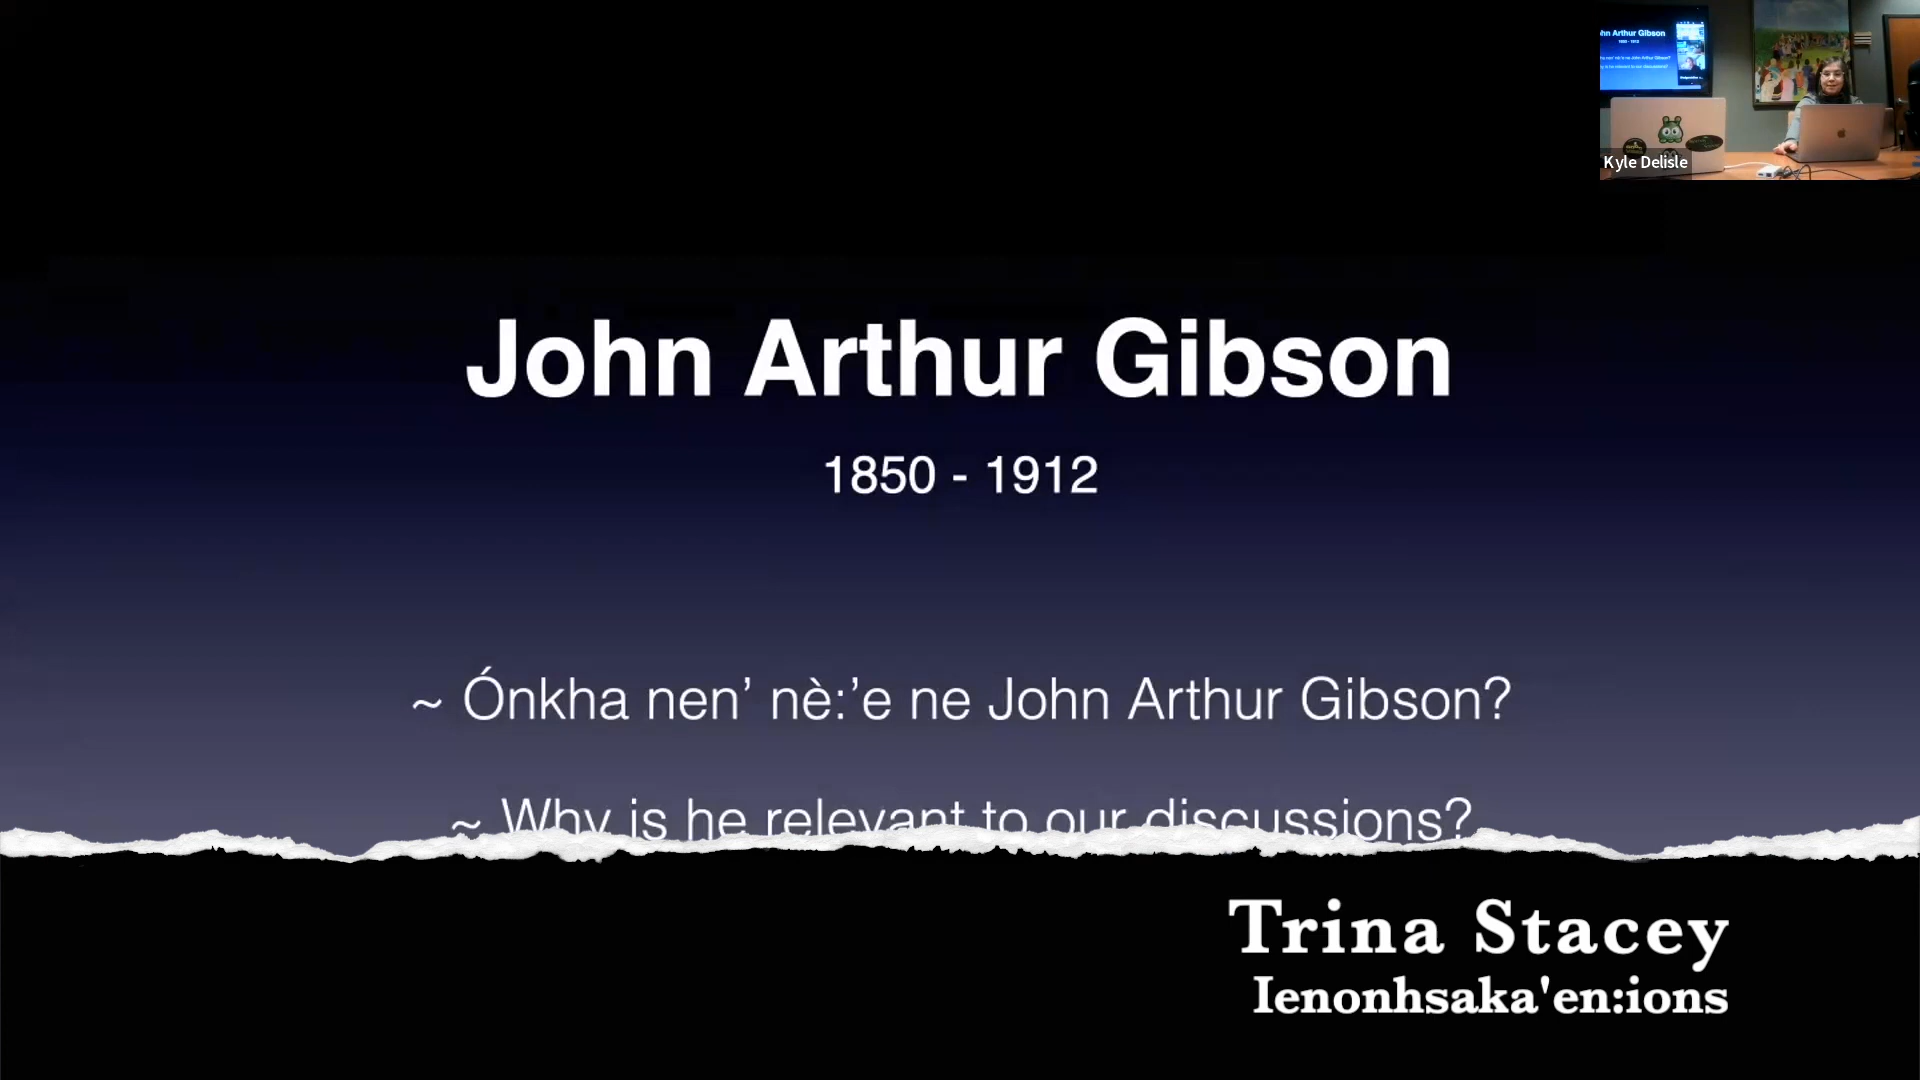 John Arthur Gibson
1850 - 1912
~ Ónkha nen’ nè:’e ne John Arthur Gibson?
~ Why is he relevant to our discussions?
Kyle Delisle
Trina Stacey
Ienonhsaka'en:ions